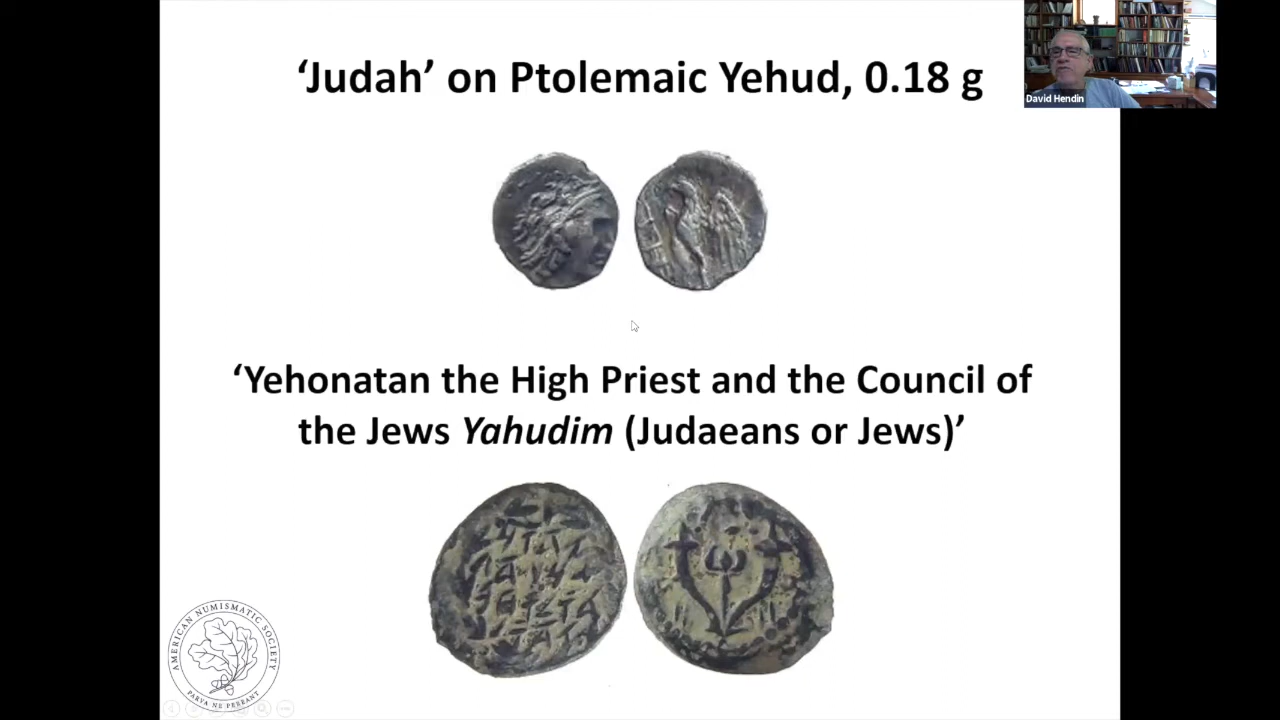 ‘Judah’ on Ptolemaic Yehud, 0.18 g
David Hendin
‘Yehonatan the High Priest and the Council of
the Jews Yahudim (Judaeans or Jews)’
AMERICAN NUMISMATIC SOCIETY
PARVA NE PEREANT